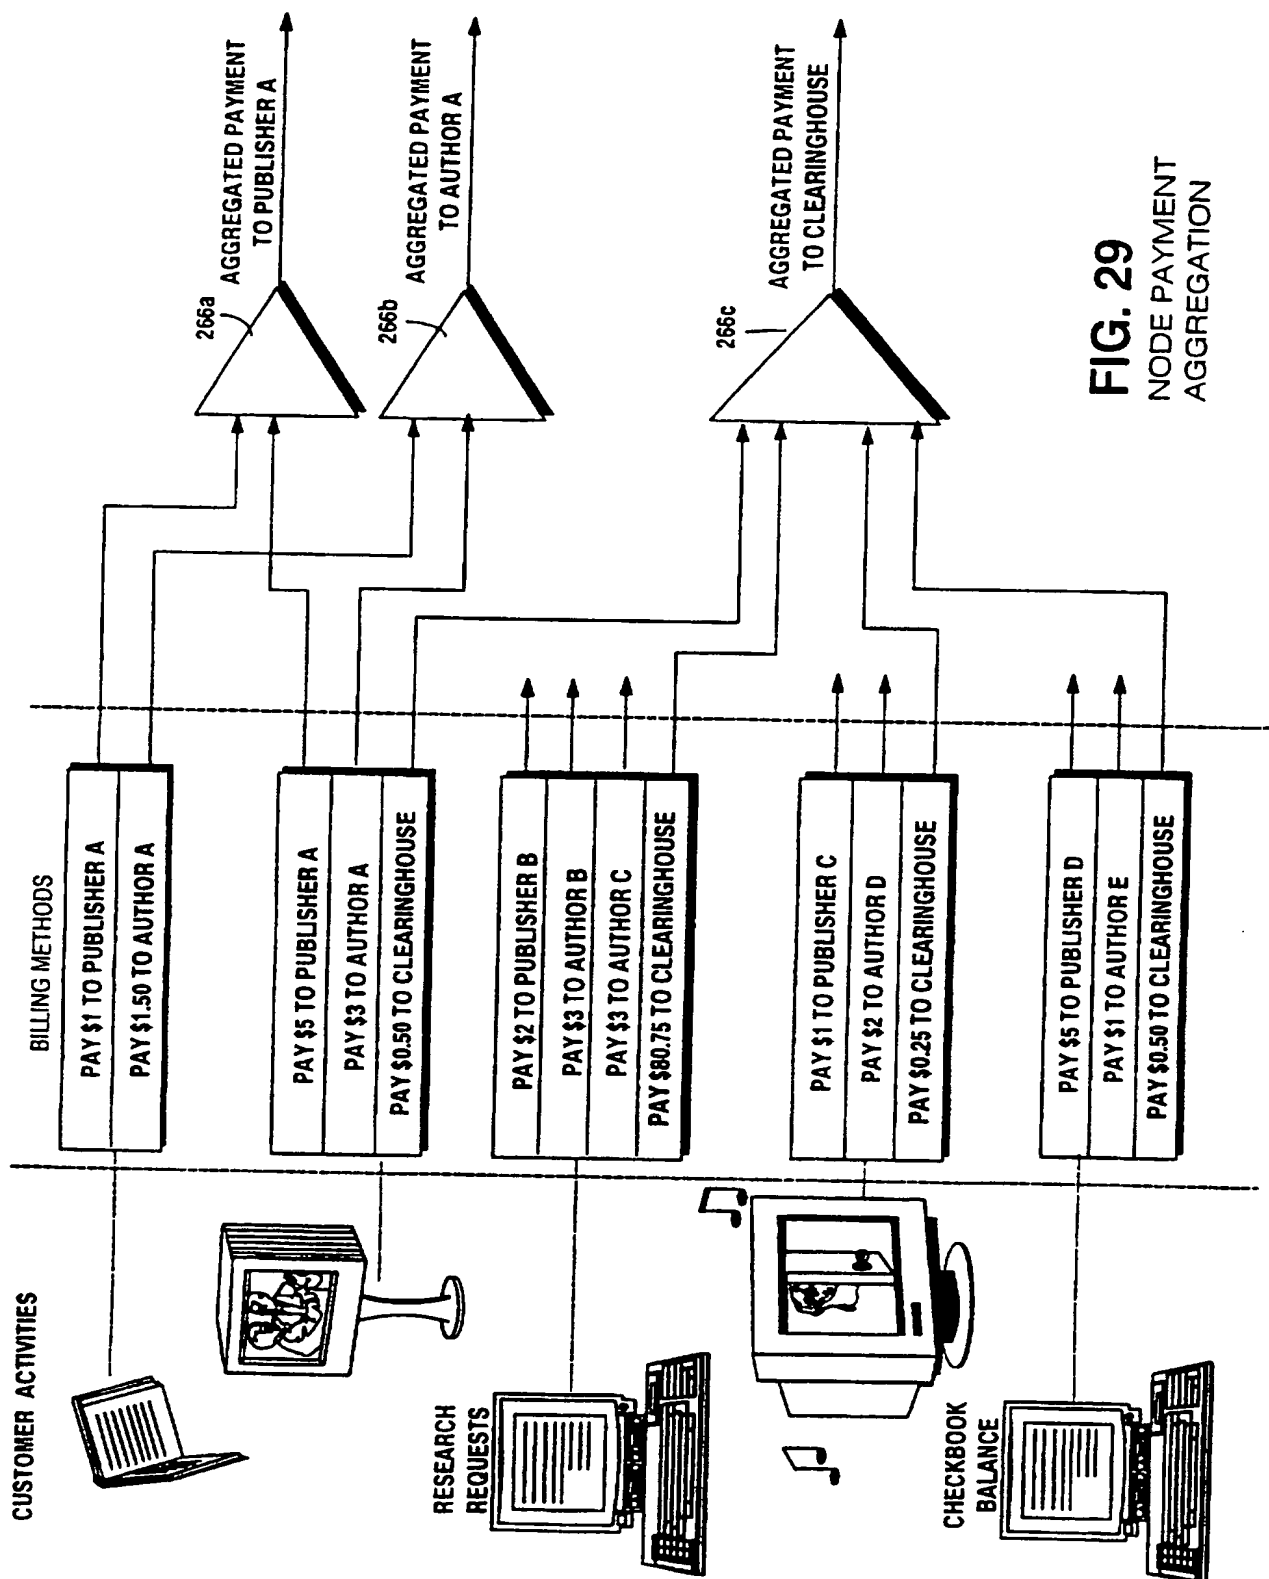 CUSTOMER ACTIVITIES
RESEARCH
REQUESTS
CHECKBOOK
BALANCE
BILLING METHODS
PAY $1 TO PUBLISHER A
PAY $1.50 TO AUTHOR A
PAY $5 TO PUBLISHER A
PAY $3 TO AUTHOR A
PAY $0.50 TO CLEARINGHOUSE
PAY $2 TO PUBLISHER B
PAY $3 TO AUTHOR B
PAY $3 TO AUTHOR C
PAY $80.75 TO CLEARINGHOUSE
PAY $1 TO PUBLISHER C
PAY $2 TO AUTHOR D
PAY $0.25 TO CLEARINGHOUSE
PAY $5 TO PUBLISHER D
PAY $1 TO AUTHOR E
PAY $0.50 TO CLEARINGHOUSE
266a
AGGREGATED PAYMENT
TO PUBLISHER A
266b
AGGREGATED PAYMENT
TO AUTHOR A
266c
AGGREGATED PAYMENT
TO CLEARINGHOUSE
FIG. 29
NODE PAYMENT
AGGREGATION